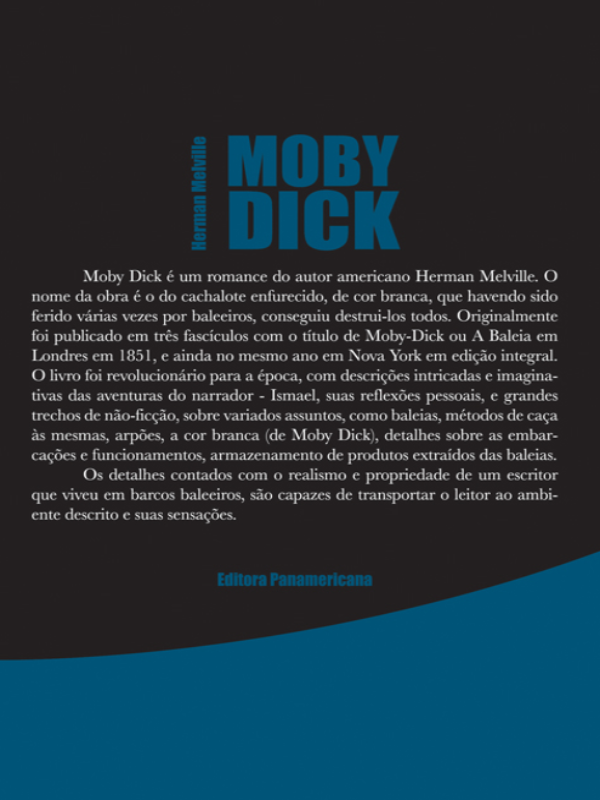 Herman Melville
MOBY
DICK
Moby Dick é um romance do autor americano Herman Melville. O
nome da obra é o do cachalote enfurecido, de cor branca, que havendo sido
ferido várias vezes por baleeiros, conseguiu destrui-los todos. Originalmente
foi publicado em três fascículos com o título de Moby-Dick ou A Baleia em
Londres em 1851, e ainda no mesmo ano em Nova York em edição integral.
O livro foi revolucionário para a época, com descrições intricadas e imagina-
tivas das aventuras do narrador - Ismael, suas reflexões pessoais, e grandes
trechos de não-ficção, sobre variados assuntos, como baleias, métodos de caça
às mesmas, arpões, a cor branca (de Moby Dick), detalhes sobre as embar-
cações e funcionamentos, armazenamento de produtos extraídos das baleias.
Os detalhes contados com o realismo e propriedade de um escritor
que viveu em barcos baleeiros, são capazes de transportar o leitor ao ambi-
ente descrito e suas sensações.
Editora Panamericana